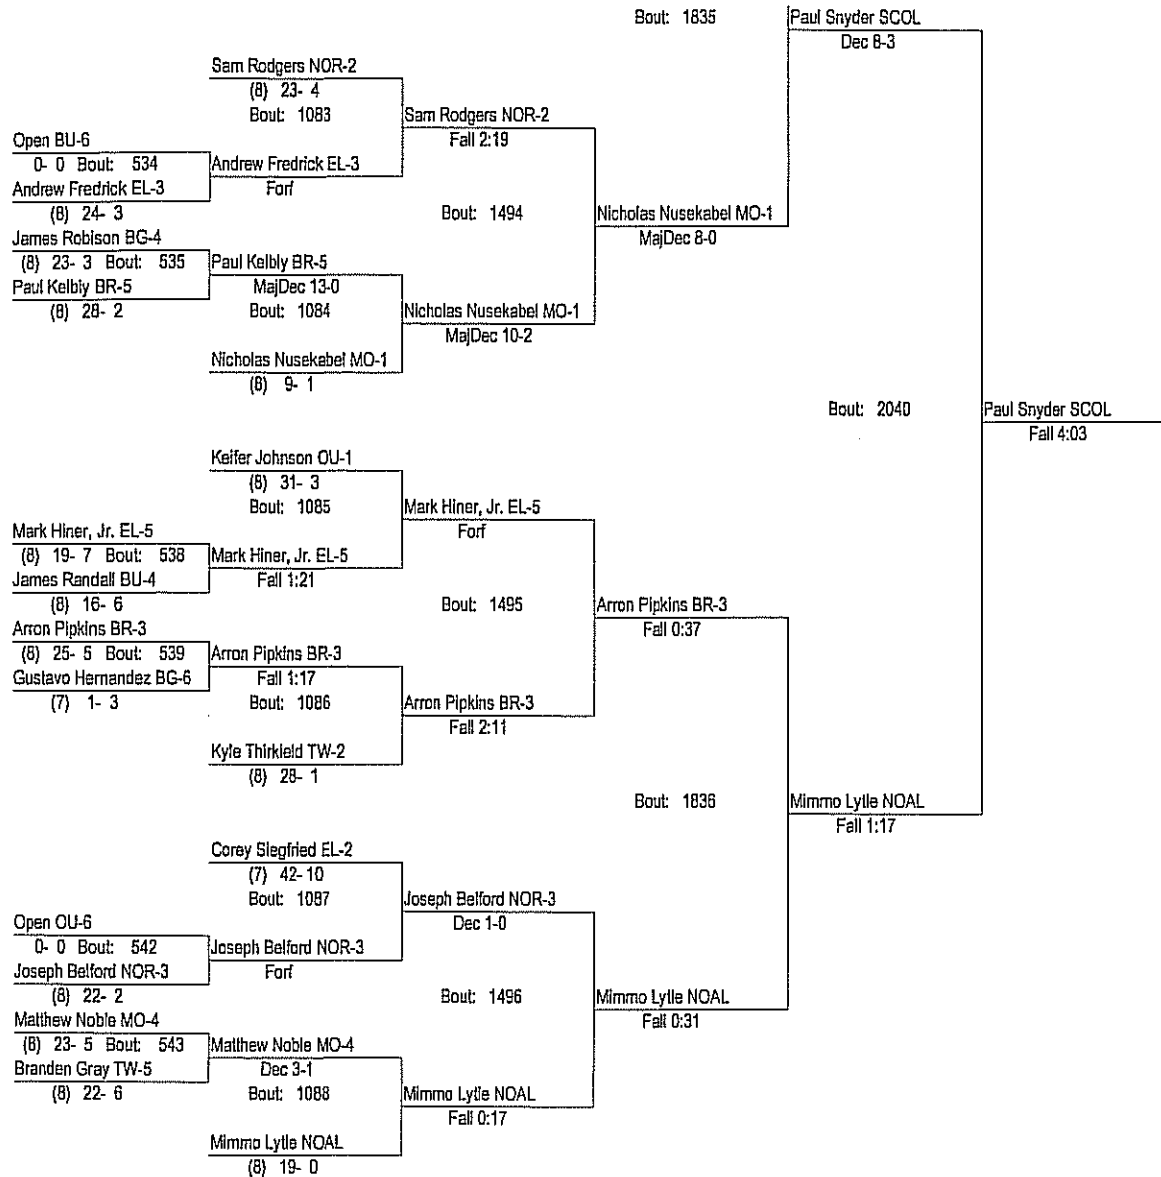 Bout: 1835
Paul Snyder SCOL
Dec 8-3
Sam Rodgers NOR-2
(8) 23- 4
Bout: 1083
Sam Rodgers NOR-2
Fall 2:19
Open BU-6
0- 0 Bout: 534
Andrew Fredrick EL-3
Forf
Andrew Fredrick EL-3
(8) 24- 3
Bout: 1494
Nicholas Nusekabel MO-1
MajDec 8-0
James Robison BG-4
(8) 23- 3 Bout: 535
Paul Kelbly BR-5
MajDec 13-0
Paul Kelbly BR-5
(8) 28- 2
Bout: 1084
Nicholas Nusekabel MO-1
MajDec 10-2
Nicholas Nusekabel MO-1
(8) 9- 1
Bout: 2040
Paul Snyder SCOL
Fall 4:03
Keifer Johnson OU-1
(8) 31- 3
Bout: 1085
Mark Hiner, Jr. EL-5
Forf
Mark Hiner, Jr. EL-5
(8) 19- 7 Bout: 538
Mark Hiner, Jr. EL-5
Fall 1:21
James Randall BU-4
(8) 16- 6
Bout: 1495
Arron Pipkins BR-3
Fall 0:37
Arron Pipkins BR-3
(8) 25- 5 Bout: 539
Arron Pipkins BR-3
Fall 1:17
Gustavo Hernandez BG-6
(7) 1- 3
Bout: 1086
Arron Pipkins BR-3
Fall 2:11
Kyle Thirkield TW-2
(8) 28- 1
Bout: 1836
Mimmo Lytle NOAL
Fall 1:17
Corey Siegfried EL-2
(7) 42-10
Bout: 1087
Joseph Belford NOR-3
Dec 1-0
Open OU-6
0- 0 Bout: 542
Joseph Belford NOR-3
Forf
Joseph Belford NOR-3
(8) 22- 2
Bout: 1496
Mimmo Lytle NOAL
Fall 0:31
Matthew Noble MO-4
(8) 23- 5 Bout: 543
Matthew Noble MO-4
Dec 3-1
Branden Gray TW-5
(8) 22- 6
Bout: 1088
Mimmo Lytle NOAL
Fall 0:17
Mimmo Lytle NOAL
(8) 19- 0